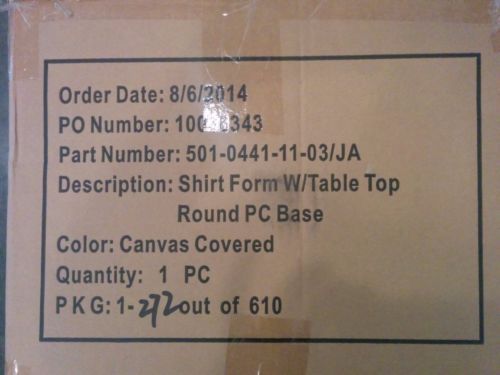 Order Date: 8/6/2014
PO Number:
Part Number: 501-0441-11-03/JA
Description: Shirt Form W/Table Top
Round PC Base
Color: Canvas Covered
Quantity: 1 PC
PKG: 1-272 out of 610